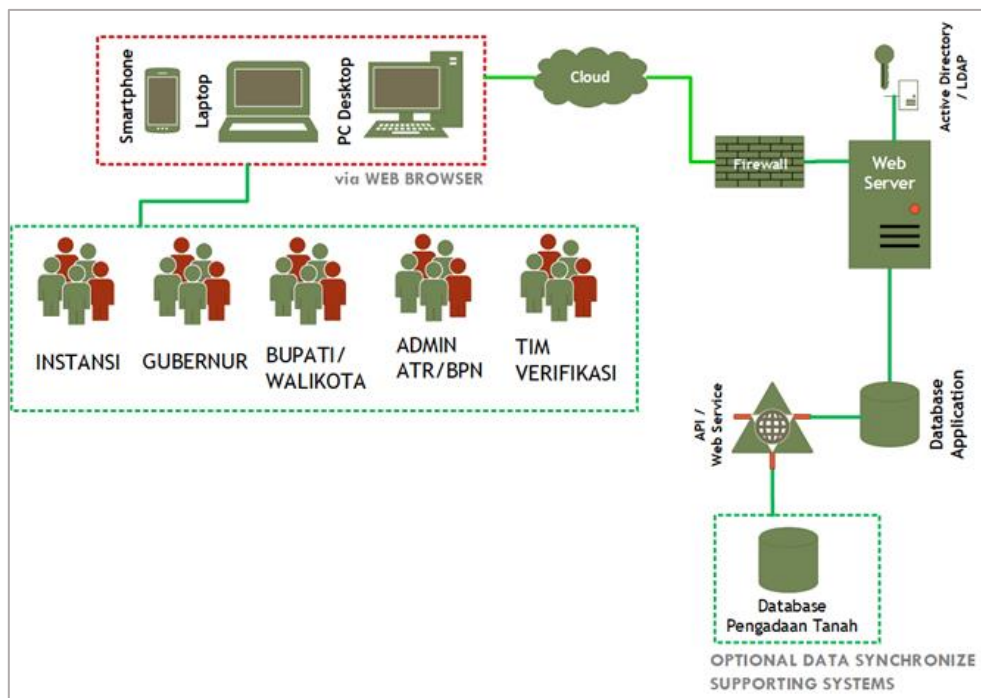 Smartphone
Laptop
PC Desktop
via WEB BROWSER
Cloud
Firewall
Active Directory
/ LDAP
Web
Server
INSTANSI
GUBERNUR
BUPATI/
WALIKOTA
ADMIN
ATR/BPN
TIM
VERIFIKASI
API /
Web Service
Database
Application
Database
Pengadaan Tanah
OPTIONAL DATA SYNCHRONIZE
SUPPORTING SYSTEMS